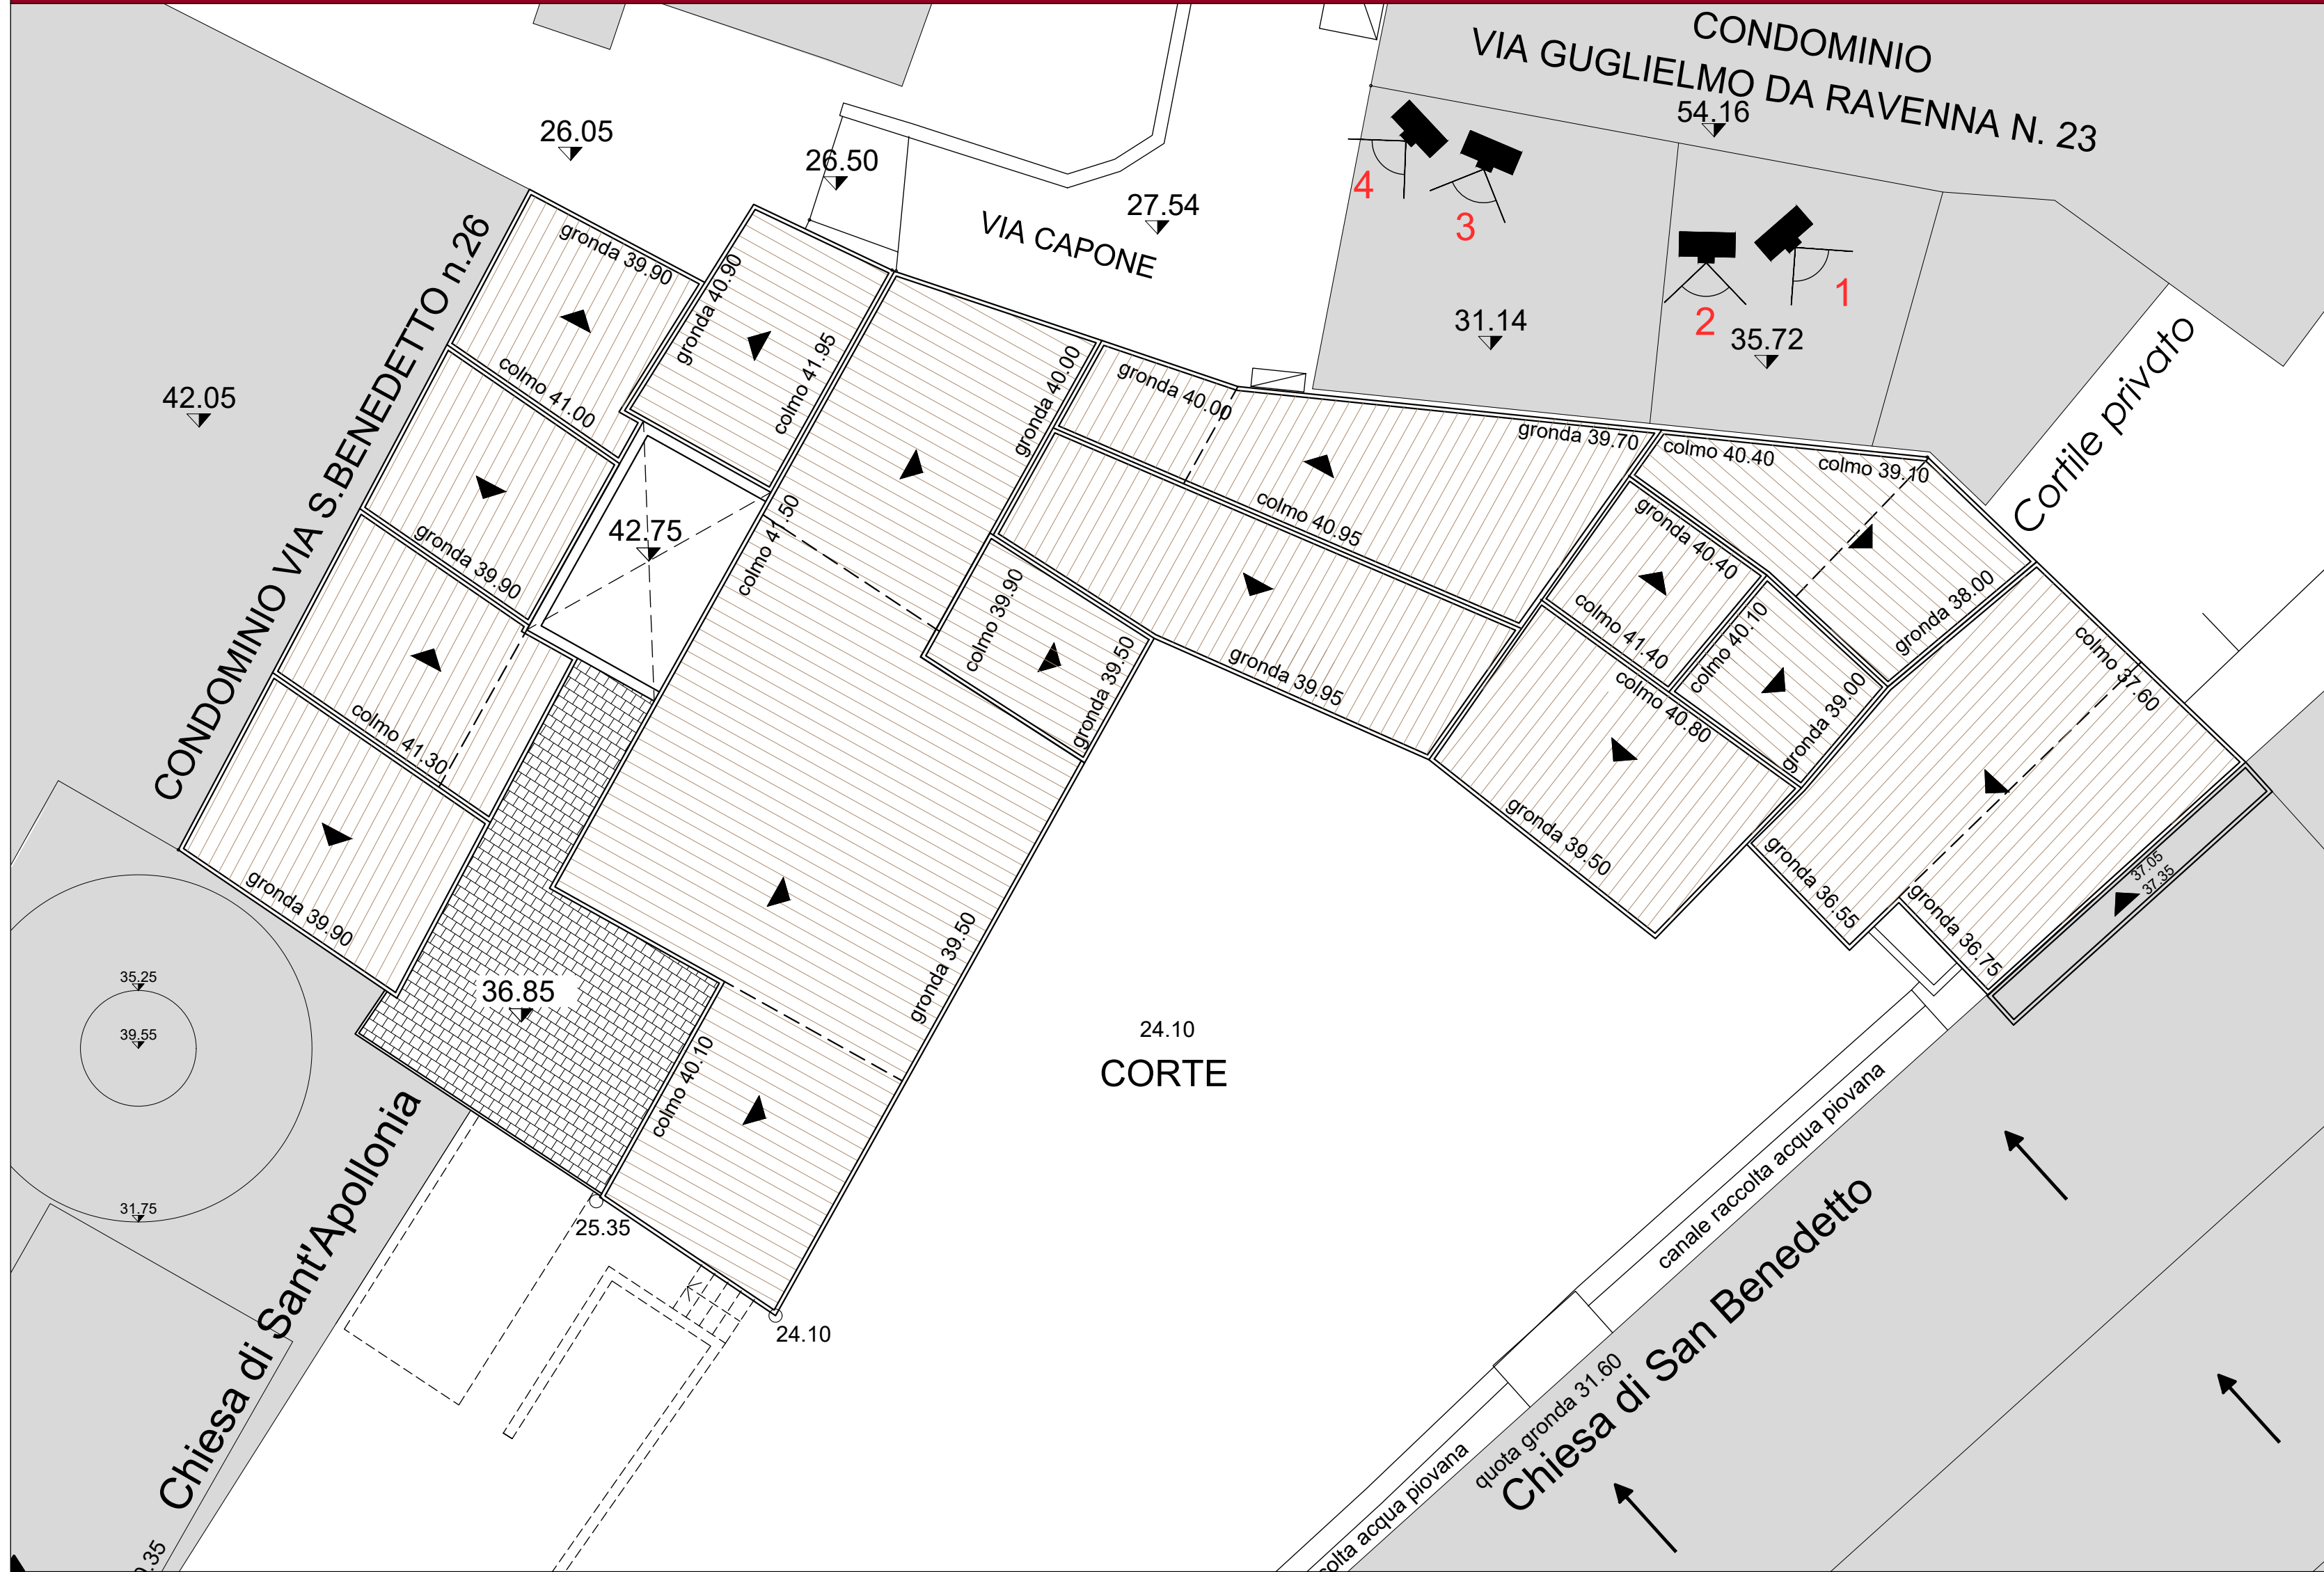 CONDOMINIO
VIA GUGLIELMO DA RAVENNA N. 23
54.16
26.05
26.50
27.54
VIA CAPONE
4
3
2
1
31.14
35.72
Cortile privato
CONDOMINIO VIA S.BENEDETTO n.26
42.05
gronda 39.90
colmo 41.00
gronda 39.90
colmo 41.30
gronda 39.90
gronda 40.90
colmo 41.95
42.75
colmo 41.50
gronda 40.00
gronda 40.00
colmo 40.95
gronda 39.70
colmo 39.90
gronda 39.50
gronda 39.95
colmo 40.40
colmo 39.10
gronda 40.40
colmo 41.40
colmo 40.10
gronda 38.00
colmo 40.80
gronda 39.00
gronda 39.50
colmo 37.60
gronda 36.55
gronda 36.75
37.05
37.35
36.85
gronda 39.50
colmo 40.10
35.25
39.55
31.75
24.10
CORTE
25.35
24.10
Chiesa di Sant'Apollonia
canale raccolta acqua piovana
quota gronda 31.60
Chiesa di San Benedetto
acqua piovana